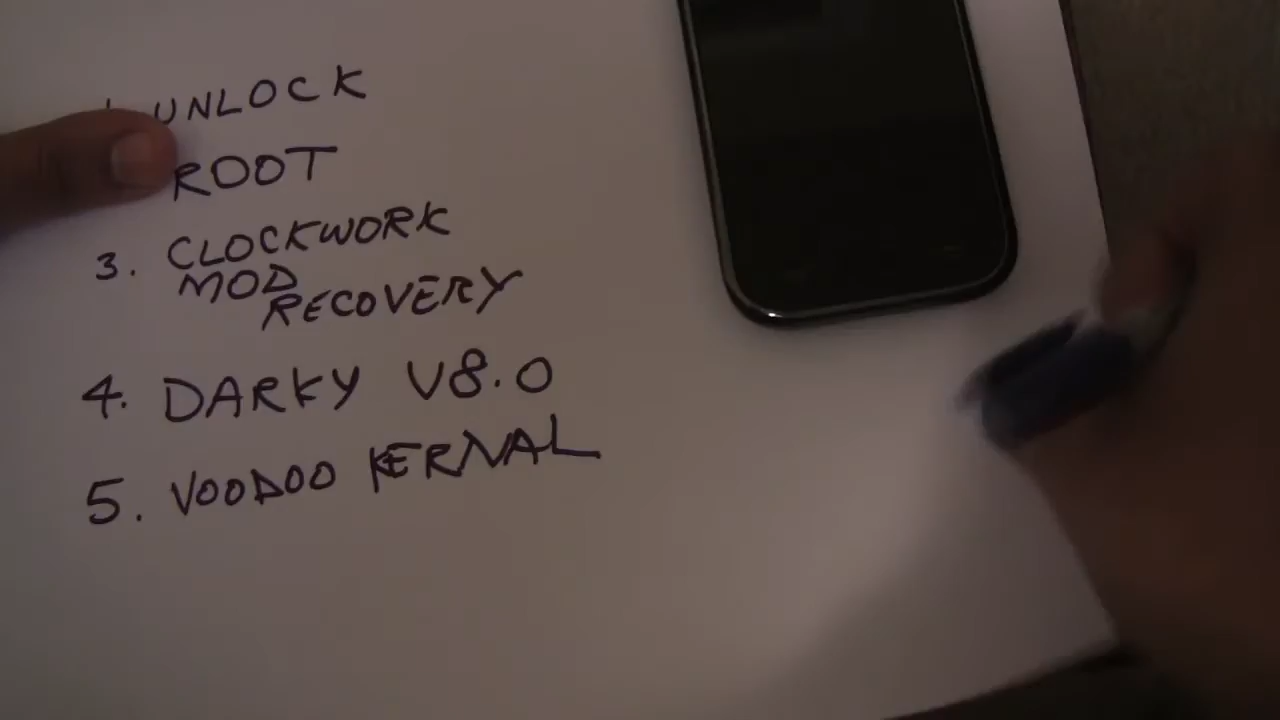 UNLOCK
ROOT
3. CLOCKWORK
MOD
RECOVERY
4. DARKY V8.0
5. VOODOO KERNAL